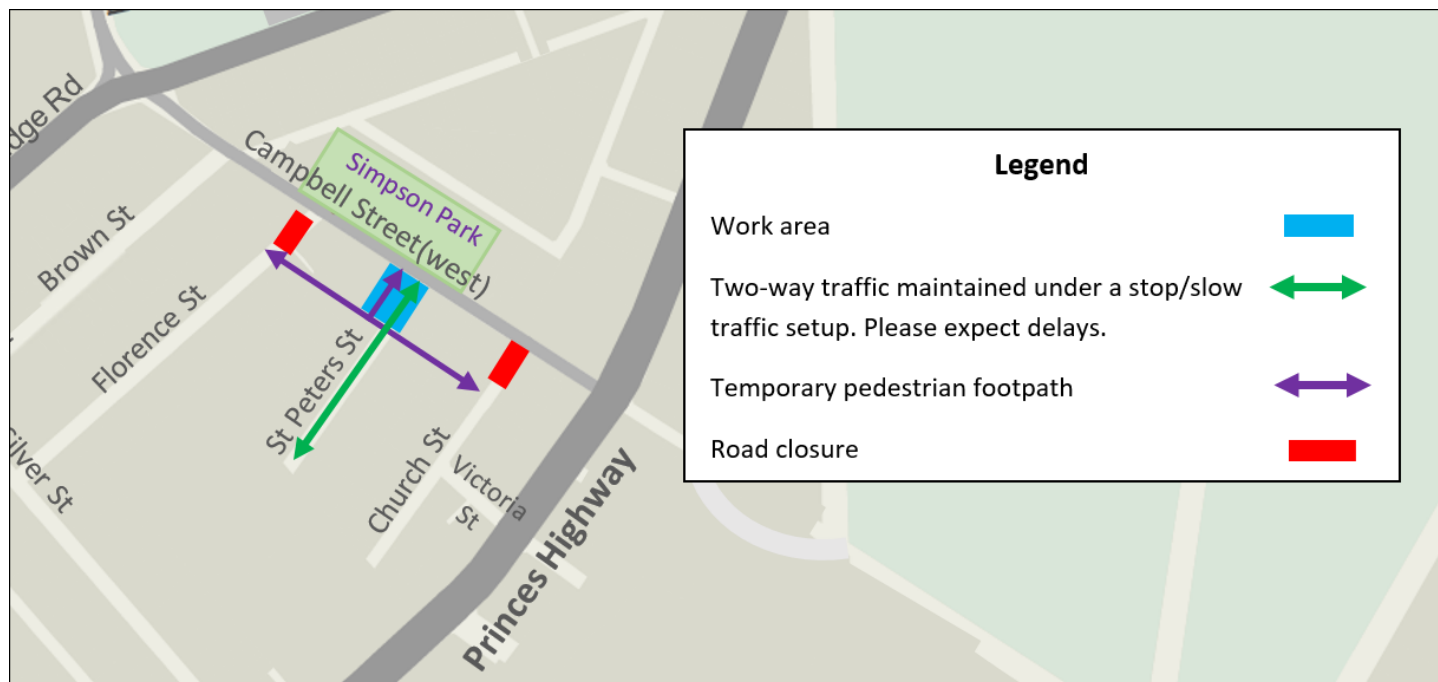 dge Rd
Campbell Street(west)
Simpson Park
Brown St
Florence St
St Peters St
Church St
Victoria
St
ilver St
Princes Highway
Legend
Work area
Two-way traffic maintained under a stop/slow
traffic setup. Please expect delays.
Temporary pedestrian footpath
Road closure